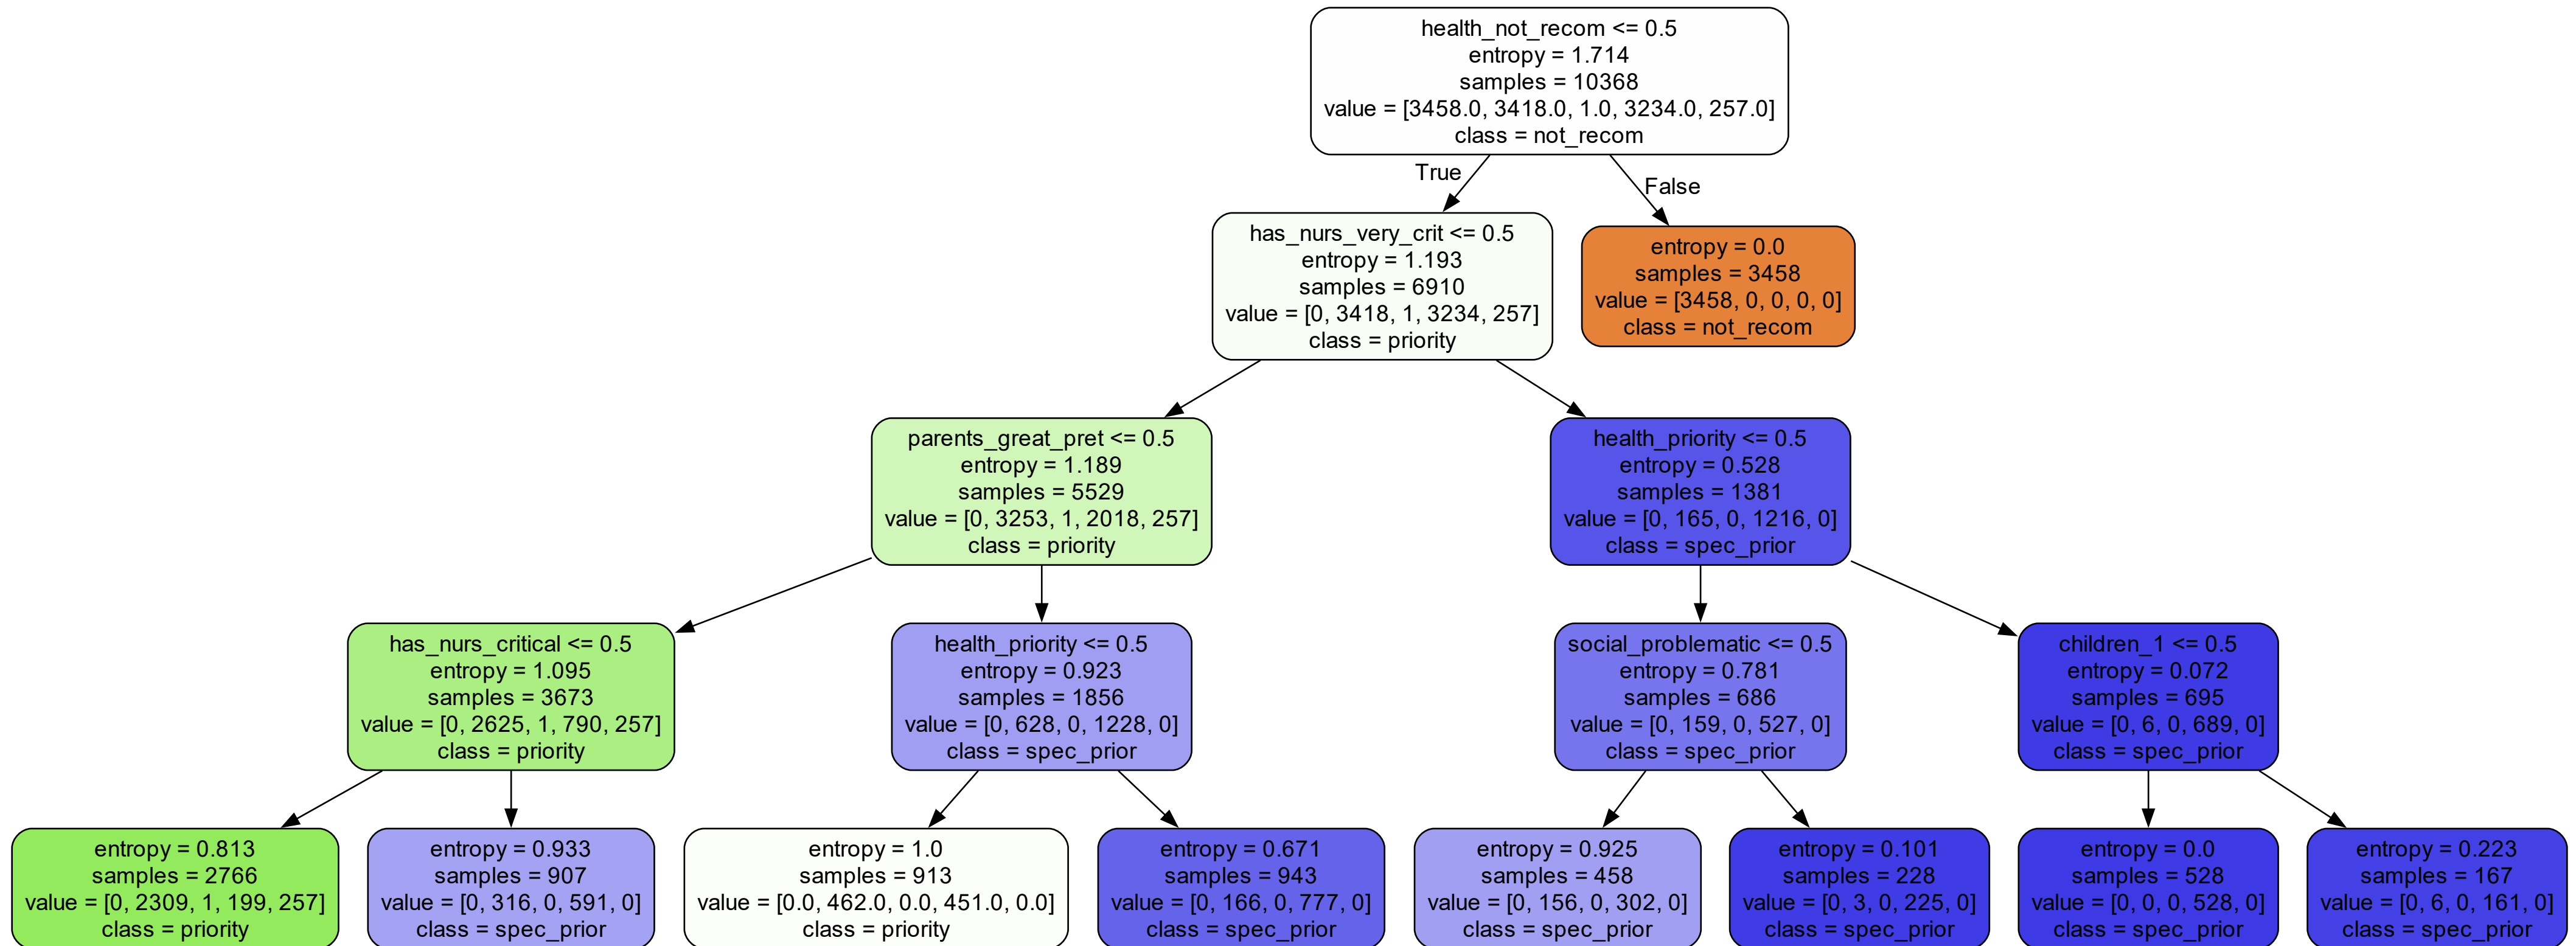 health_not_recom <= 0.5
entropy = 1.714
samples = 10368
value = [3458.0, 3418.0, 1.0, 3234.0, 257.0]
class = not_recom
True
False
has_nurs_very_crit <= 0.5
entropy = 1.193
samples = 6910
value = [0, 3418, 1, 3234, 257]
class = priority
entropy = 0.0
samples = 3458
value = [3458, 0, 0, 0, 0]
class = not_recom
parents_great_pret <= 0.5
entropy = 1.189
samples = 5529
value = [0, 3253, 1, 2018, 257]
class = priority
health_priority <= 0.5
entropy = 0.528
samples = 1381
value = [0, 165, 0, 1216, 0]
class = spec_prior
has_nurs_critical <= 0.5
entropy = 1.095
samples = 3673
value = [0, 2625, 1, 790, 257]
class = priority
health_priority <= 0.5
entropy = 0.923
samples = 1856
value = [0, 628, 0, 1228, 0]
class = spec_prior
social_problematic <= 0.5
entropy = 0.781
samples = 686
value = [0, 159, 0, 527, 0]
class = spec_prior
children_1 <= 0.5
entropy = 0.072
samples = 695
value = [0, 6, 0, 689, 0]
class = spec_prior
entropy = 0.813
samples = 2766
value = [0, 2309, 1, 199, 257]
class = priority
entropy = 0.933
samples = 907
value = [0, 316, 0, 591, 0]
class = spec_prior
entropy = 1.0
samples = 913
value = [0.0, 462.0, 0.0, 451.0, 0.0]
class = priority
entropy = 0.671
samples = 943
value = [0, 166, 0, 777, 0]
class = spec_prior
entropy = 0.925
samples = 458
value = [0, 156, 0, 302, 0]
class = spec_prior
entropy = 0.101
samples = 228
value = [0, 3, 0, 225, 0]
class = spec_prior
entropy = 0.0
samples = 528
value = [0, 0, 0, 528, 0]
class = spec_prior
entropy = 0.223
samples = 167
value = [0, 6, 0, 161, 0]
class = spec_prior